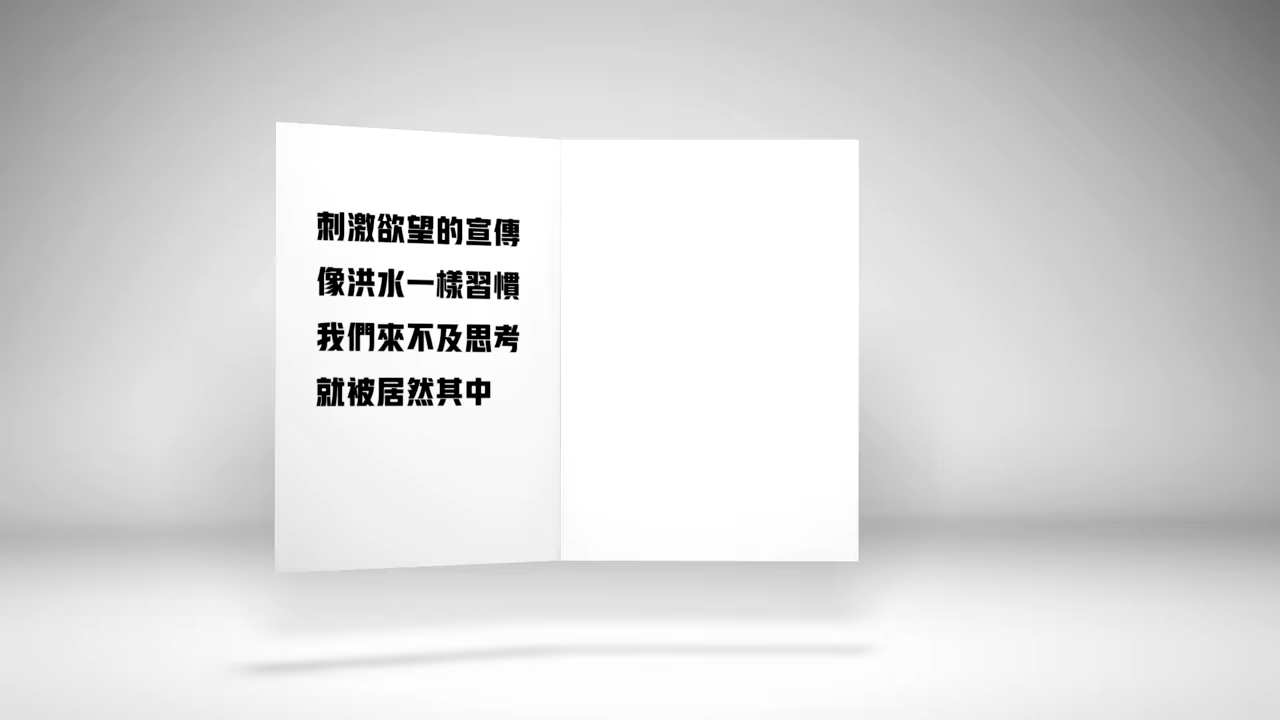 刺激欲望的宣傳
像洪水一樣習慣
我們來不及思考
就被居然其中